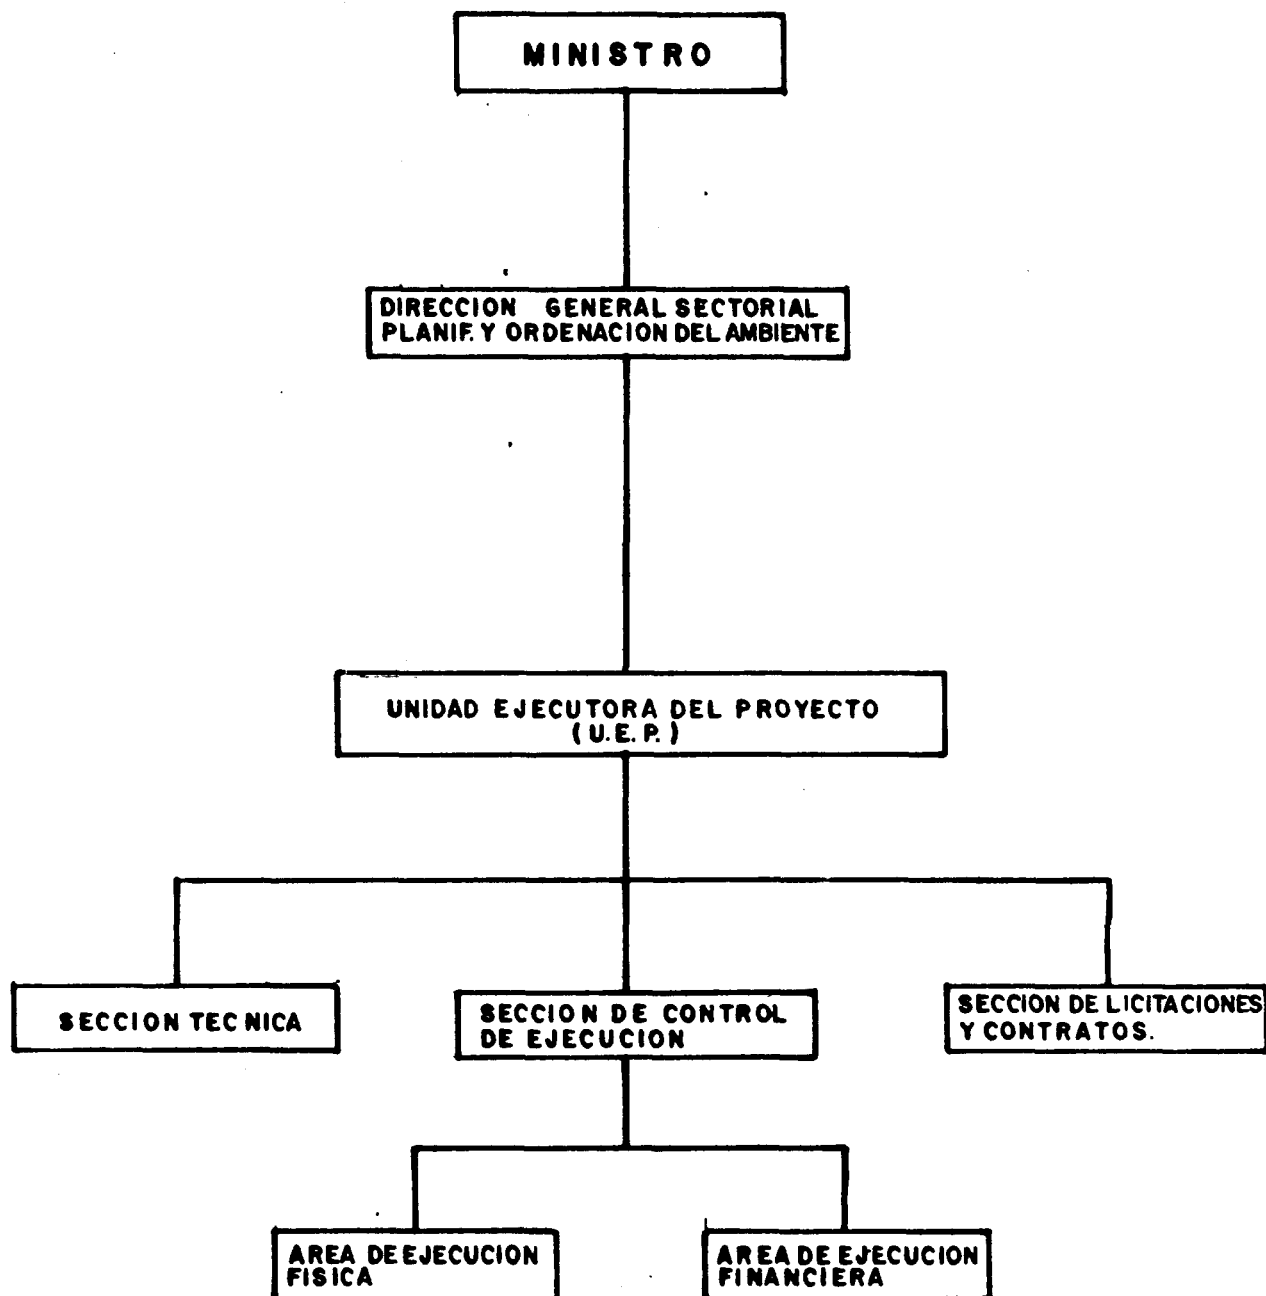 MINISTRO
DIRECCION GENERAL SECTORIAL
PLANIF. Y ORDENACION DEL AMBIENTE
UNIDAD EJECUTORA DEL PROYECTO
( U. E. P. )
SECCION TECNICA
SECCION DE CONTROL
DE EJECUCION
SECCION DE LICITACIONES
Y CONTRATOS.
AREA DE EJECUCION
FISICA
AREA DE EJECUCION
FINANCIERA